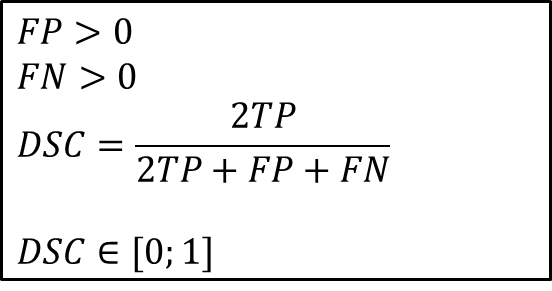 FP > 0
FN > 0
DSC = 2TP / 2TP + FP + FN
DSC ∈ [0; 1]